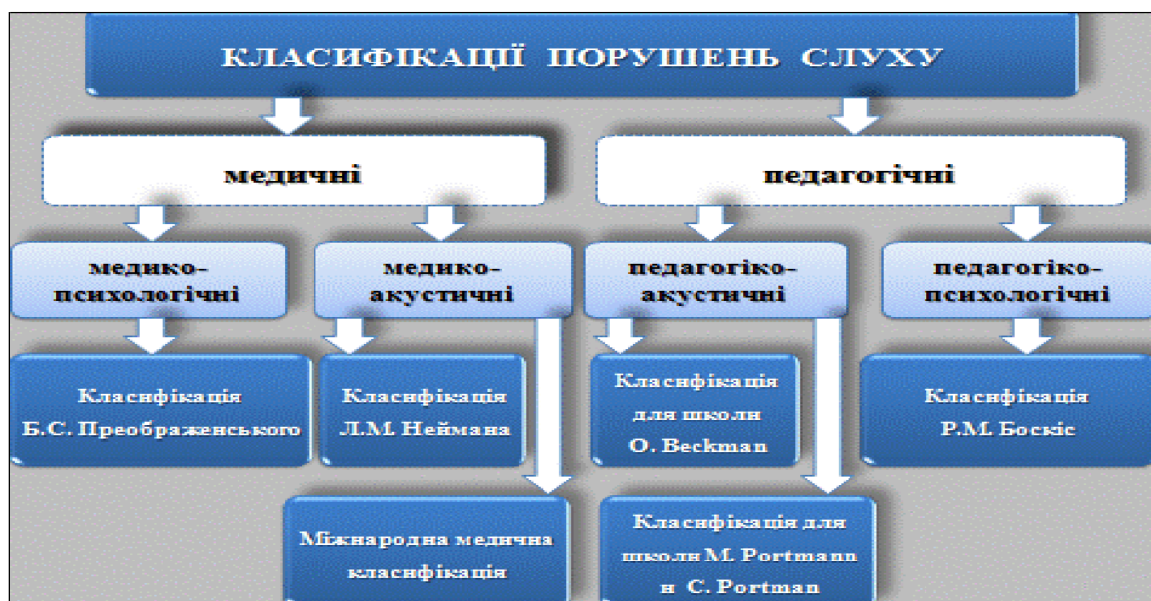 КЛАСИФІКАЦІЇ ПОРУШЕНЬ СЛУХУ
медичні
педагогічні
медико-
психологічні
медико-
акустичні
педагогіко-
акустичні
педагогіко-
психологічні
Класифікація
Б.С. Преображенського
Класифікація
Л.М. Неймана
Класифікація
для школи
O. Beckman
Класифікація
Р.М. Боскіс
Міжнародна медична
класифікація
Класифікація для
школи M. Portmann
и C. Portman